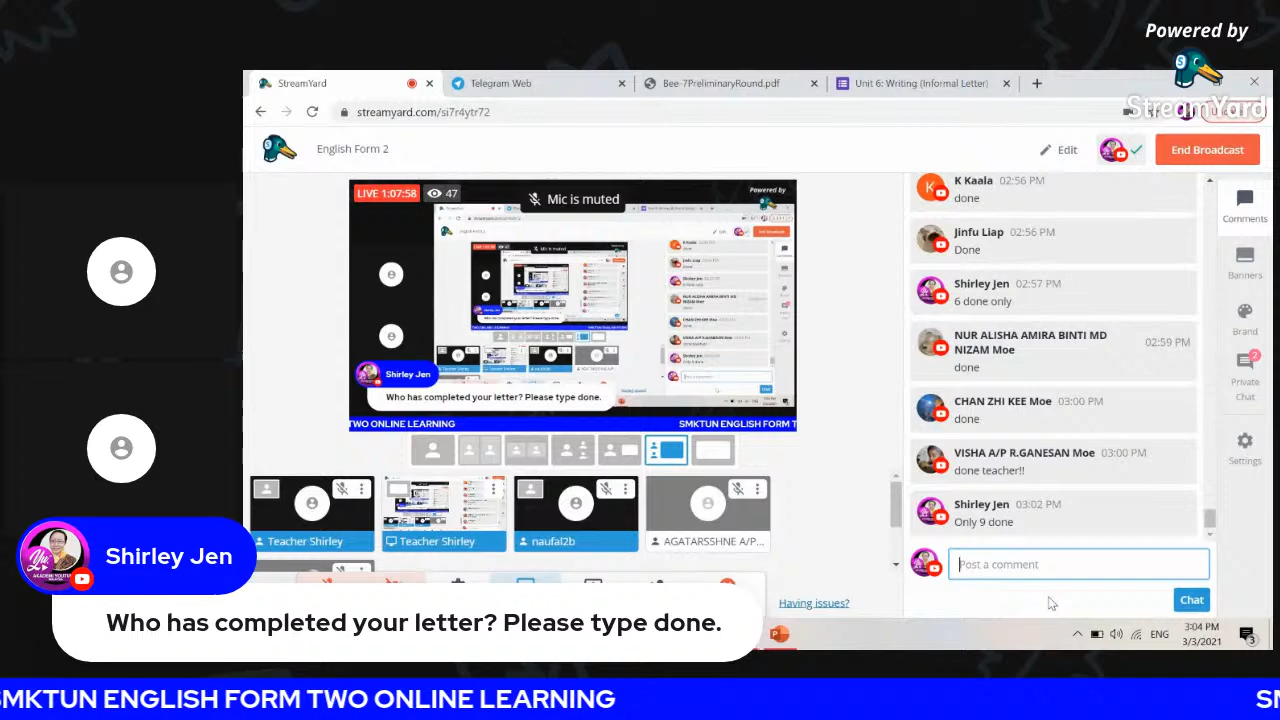 Powered by
StreamYard
StreamYard
Telegram Web
Bee-7PreliminaryRound.pdf
Unit 6: Writing (Informal Letter)
streamyard.com/si7r4ytr72
English Form 2
Edit
End Broadcast
LIVE 1:07:58
47
Mic is muted
Powered by
Shirley Jen
Who has completed your letter? Please type done.
TWO ONLINE LEARNING
SMKTUN ENGLISH FORM T
K Kaala 02:56 PM
done
Jinfu Liap 02:56 PM
Done
Shirley Jen 02:57 PM
6 done only
NUR ALISHA AMIRA BINTI MD
NIZAM Moe 02:59 PM
done
CHAN ZHI KEE Moe 03:00 PM
done
VISHA A/P R.GANESAN Moe 03:00 PM
done teacher!!
Shirley Jen 03:02 PM
Only 9 done
Post a comment
Chat
Comments
Banners
Brand
2
Private
Chat
Settings
Teacher Shirley
Teacher Shirley
naufal2b
AGATARSSHNE A/P...
Having issues?
ENG
3:04 PM
3/3/2021
3
Shirley Jen
Who has completed your letter? Please type done.
SMKTUN ENGLISH FORM TWO ONLINE LEARNING
SM